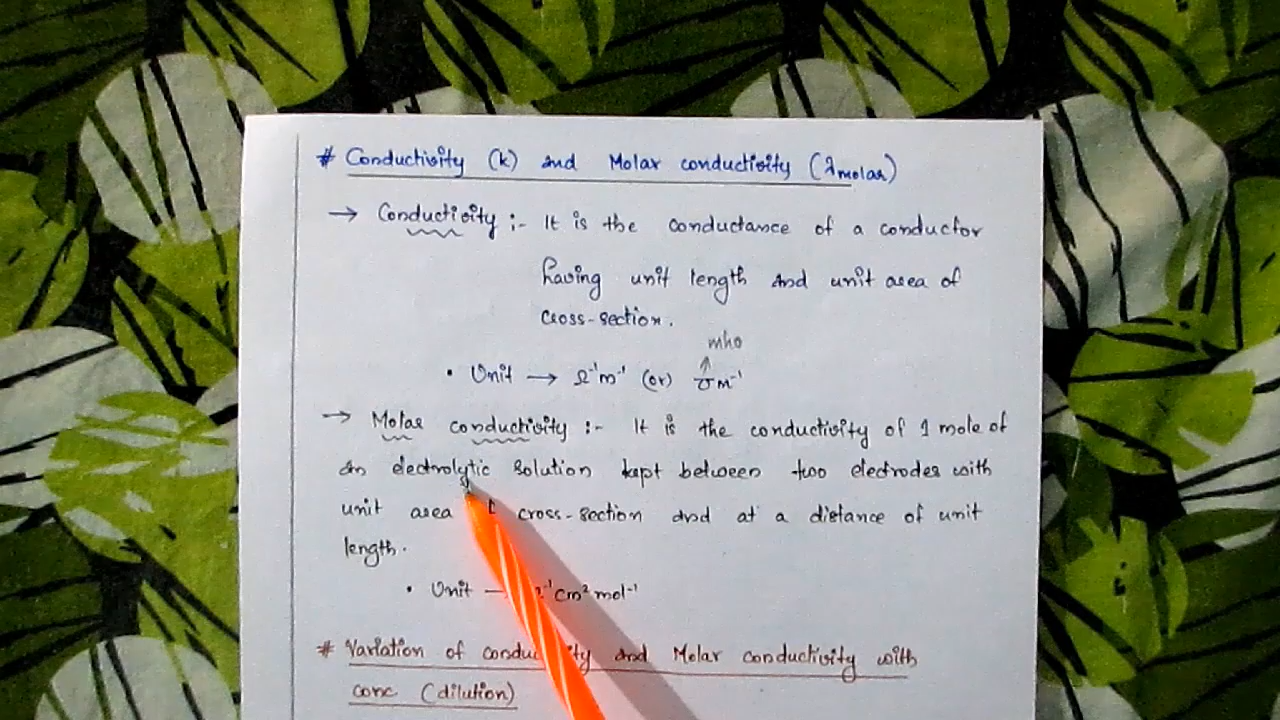 # Conductivity (k) and Molar conductivity (λmolar)
→ Conductivity :- It is the conductance of a conductor
having unit length and unit area of
cross-section.
mho
• Unit → Ω⁻¹m⁻¹ (or) ℧m⁻¹
→ Molar conductivity :- It is the conductivity of 1 mole of
an electrolytic solution kept between two electrodes with
unit area cross-section and at a distance of unit
length.
• Unit → cm² mol⁻¹
# Variation of and Molar conductivity with
conc (dilution)